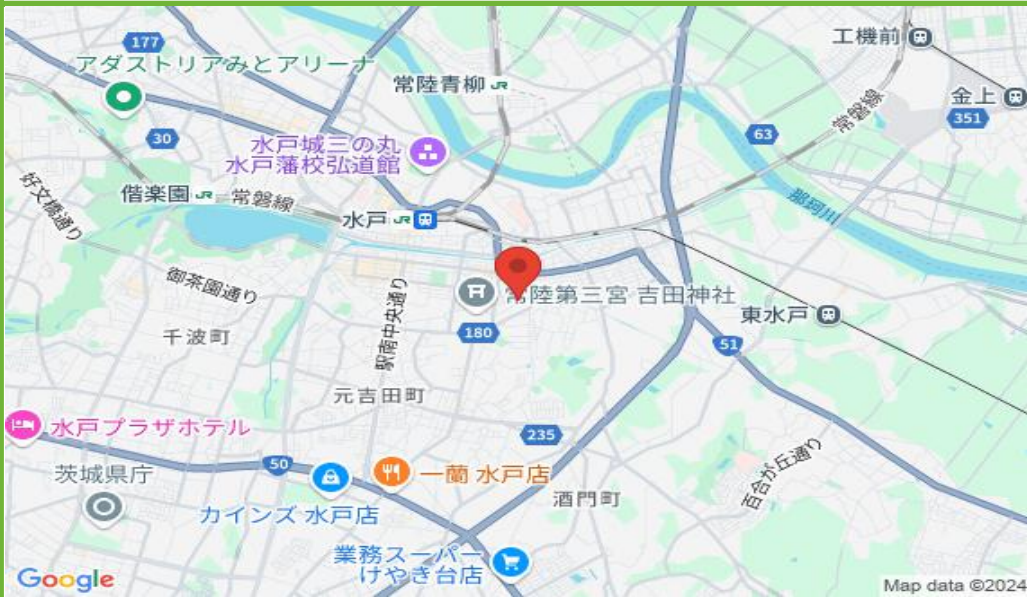 工機前
177
アダストリアみとアリーナ
常陸青柳
金上
351
常磐線
63
30
水戸城三の丸
水戸藩校弘道館
好文橋通り
偕楽園
常磐線
那珂川
水戸
御茶園通り
駅南中央通り
常陸第三宮 吉田神社
東水戸
180
千波町
51
元吉田町
水戸プラザホテル
235
百合が丘通り
50
茨城県庁
一蘭 水戸店
酒門町
カインズ 水戸店
業務スーパー
けやき台店
Google
Map data ©2024